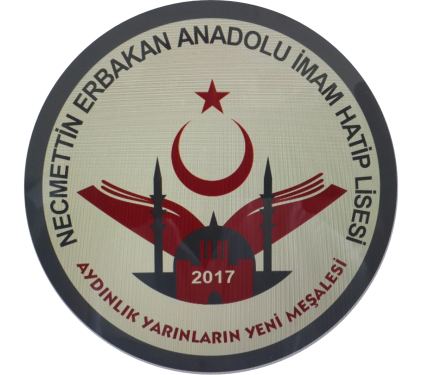 NECMETTİN ERBAKAN ANADOLU İMAM HATİP LİSESİ
2017
AYDINLIK YARINLARIN YENİ MEŞALESİ